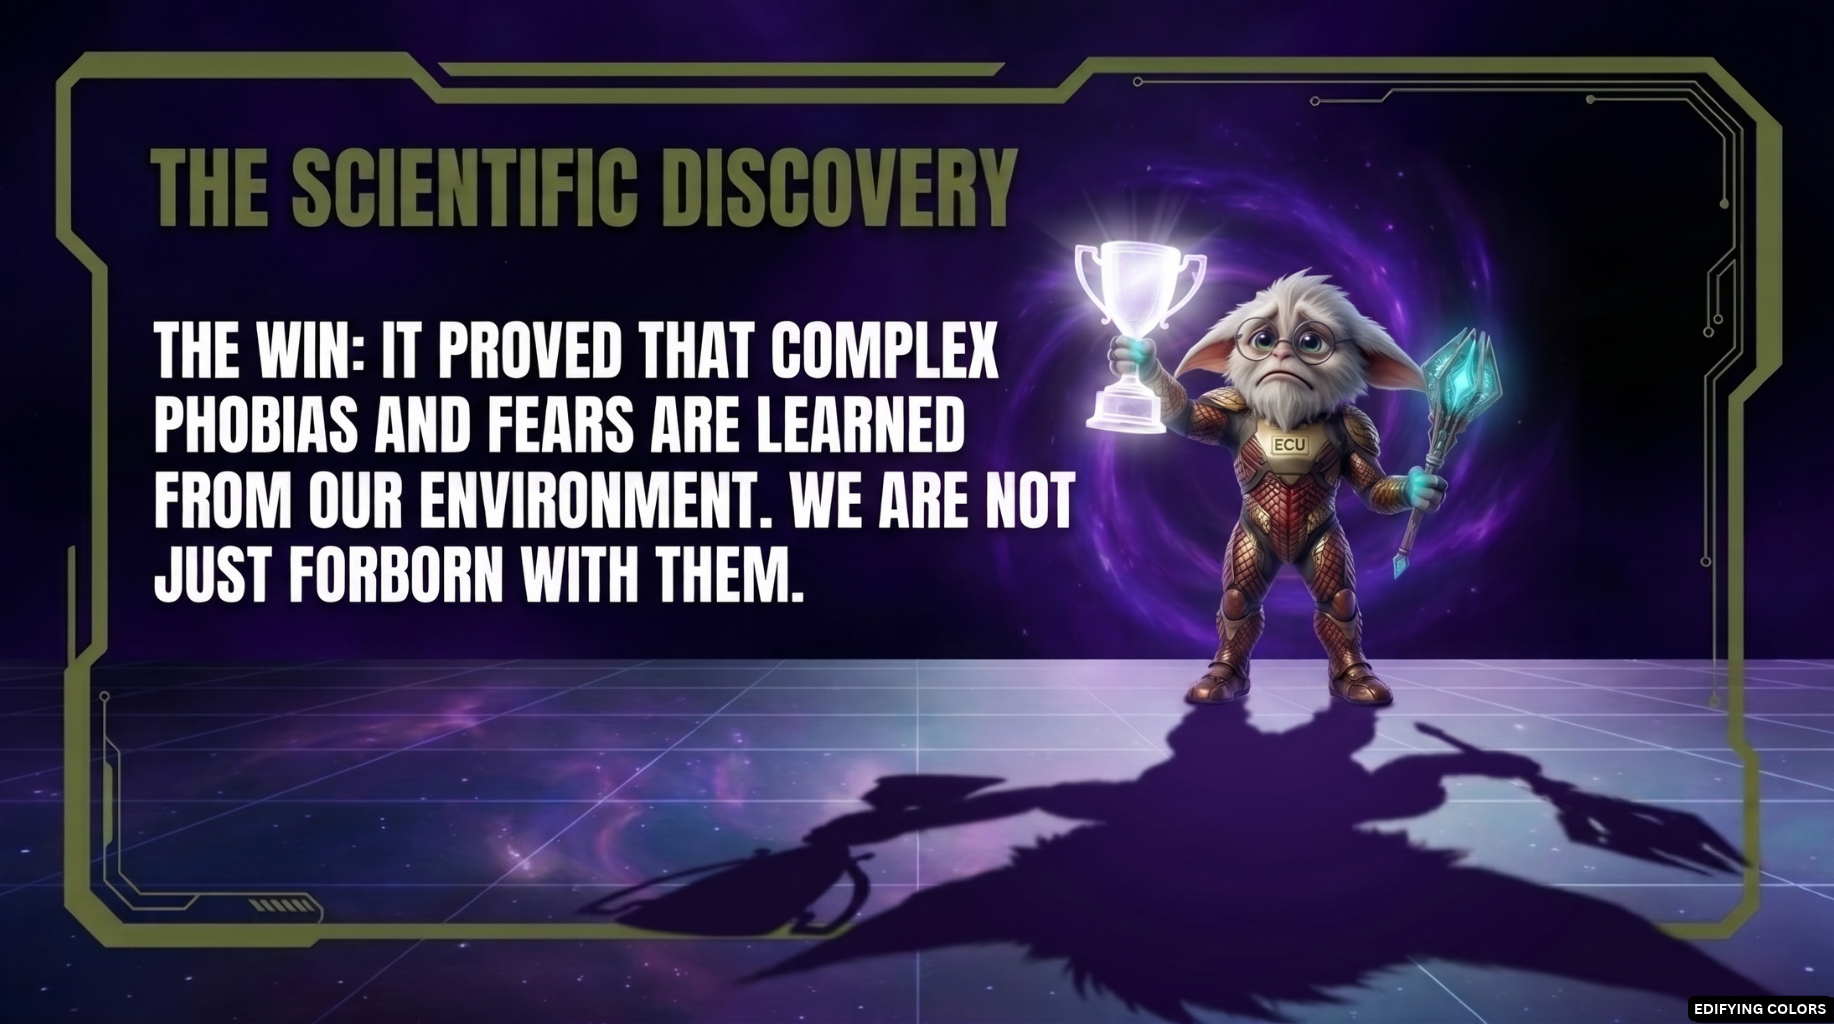 THE SCIENTIFIC DISCOVERY
THE WIN: IT PROVED THAT COMPLEX
PHOBIAS AND FEARS ARE LEARNED
FROM OUR ENVIRONMENT. WE ARE NOT
JUST FORBORN WITH THEM.
ECU
EDIFYING COLORS